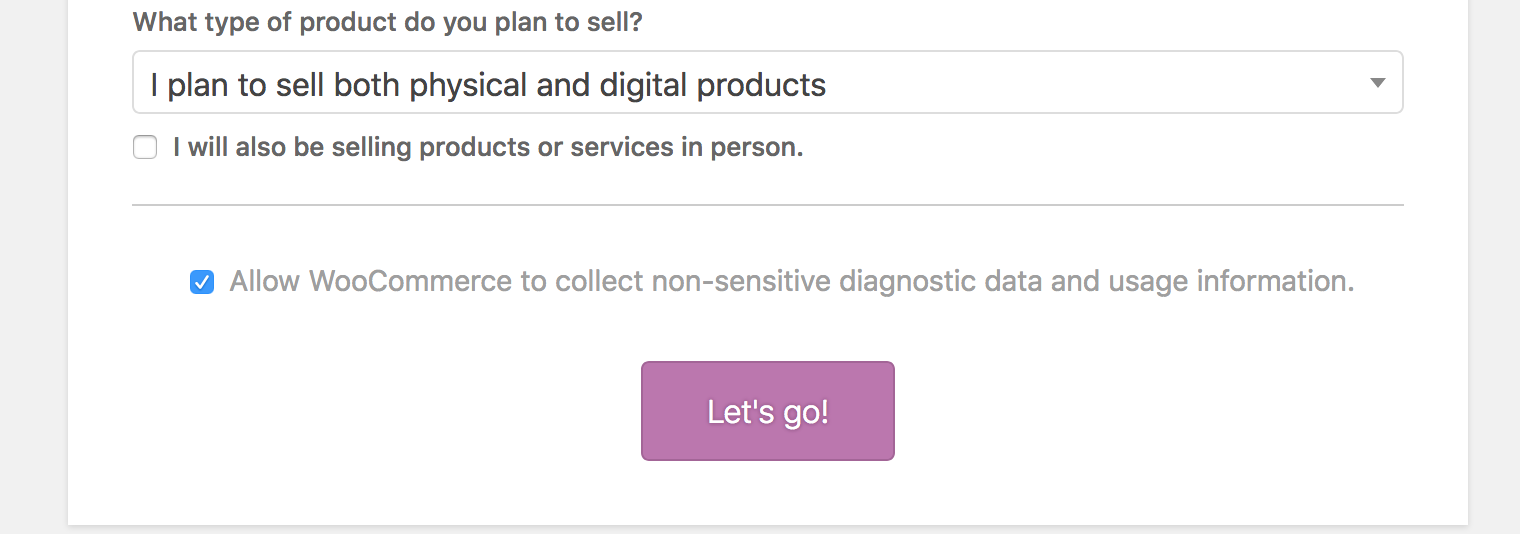 What type of product do you plan to sell?
I plan to sell both physical and digital products
I will also be selling products or services in person.
Allow WooCommerce to collect non-sensitive diagnostic data and usage information.
Let's go!